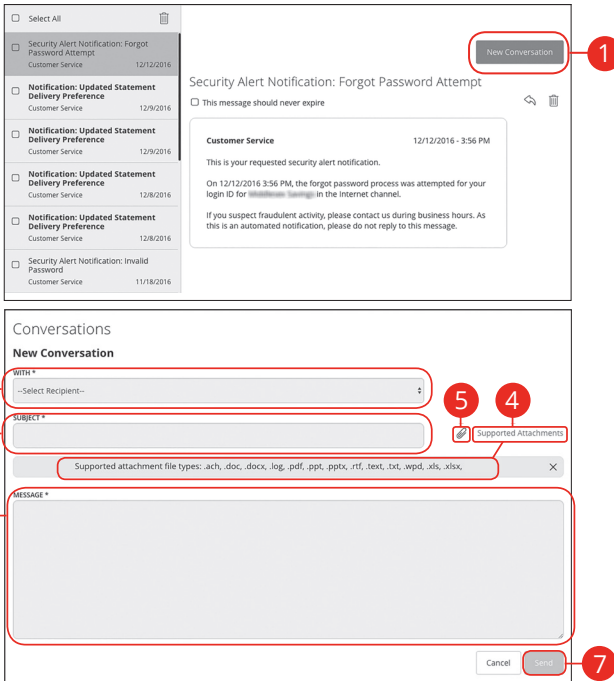 Select All
Security Alert Notification: Forgot
Password Attempt
Customer Service 12/12/2016
Notification: Updated Statement
Delivery Preference
Customer Service 12/9/2016
Notification: Updated Statement
Delivery Preference
Customer Service 12/9/2016
Notification: Updated Statement
Delivery Preference
Customer Service 12/8/2016
Notification: Updated Statement
Delivery Preference
Customer Service 12/8/2016
Security Alert Notification: Invalid
Password
Customer Service 11/18/2016
New Conversation
1
Security Alert Notification: Forgot Password Attempt
This message should never expire
Customer Service 12/12/2016 - 3:56 PM
This is your requested security alert notification.
On 12/12/2016 3:56 PM, the forgot password process was attempted for your
login ID for in the Internet channel.
If you suspect fraudulent activity, please contact us during business hours. As
this is an automated notification, please do not reply to this message.
Conversations
New Conversation
WITH *
--Select Recipient--
SUBJECT *
5 4
Supported Attachments
Supported attachment file types: .ach, .doc, .docx, .log, .pdf, .ppt, .pptx, .rtf, .text, .txt, .wpd, .xls, .xlsx,
MESSAGE *
Cancel Send 7